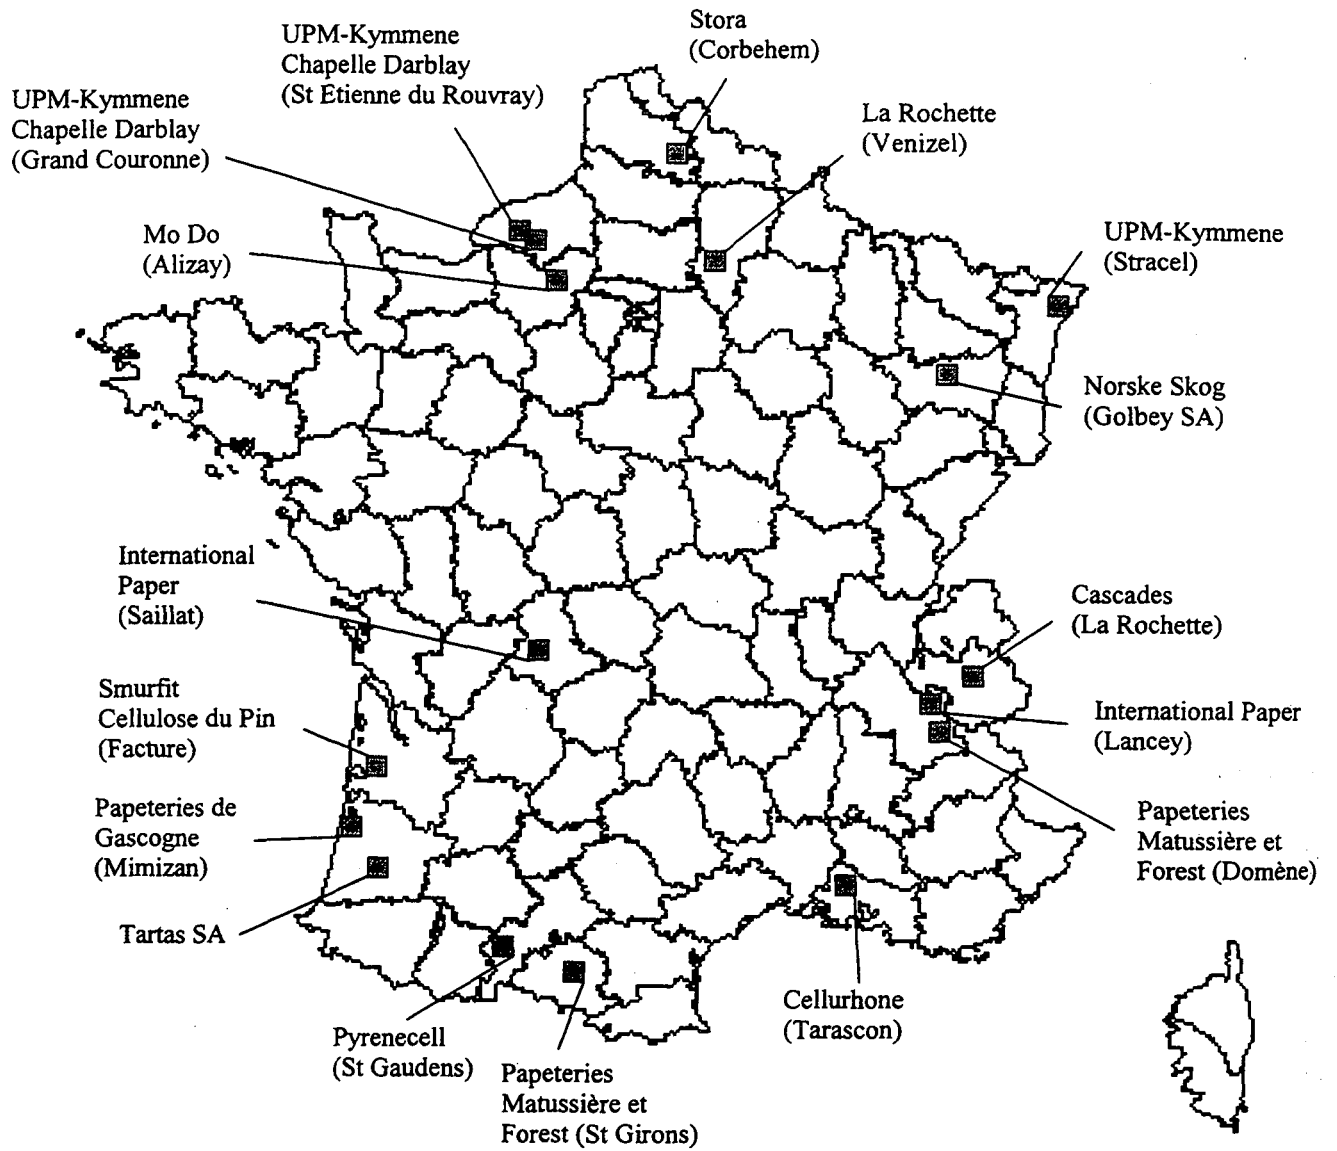 Stora
(Corbehem)
UPM-Kymmene
Chapelle Darblay
(St Etienne du Rouvray)
UPM-Kymmene
Chapelle Darblay
(Grand Couronne)
La Rochette
(Venizel)
Mo Do
(Alizay)
UPM-Kymmene
(Stracel)
Norske Skog
(Golbey SA)
International
Paper
(Saillat)
Cascades
(La Rochette)
Smurfit
Cellulose du Pin
(Facture)
International Paper
(Lancey)
Papeteries de
Gascogne
(Mimizan)
Papeteries
Matussière et
Forest (Domène)
Tartas SA
Cellurhone
(Tarascon)
Pyrenecell
(St Gaudens)
Papeteries
Matussière et
Forest (St Girons)